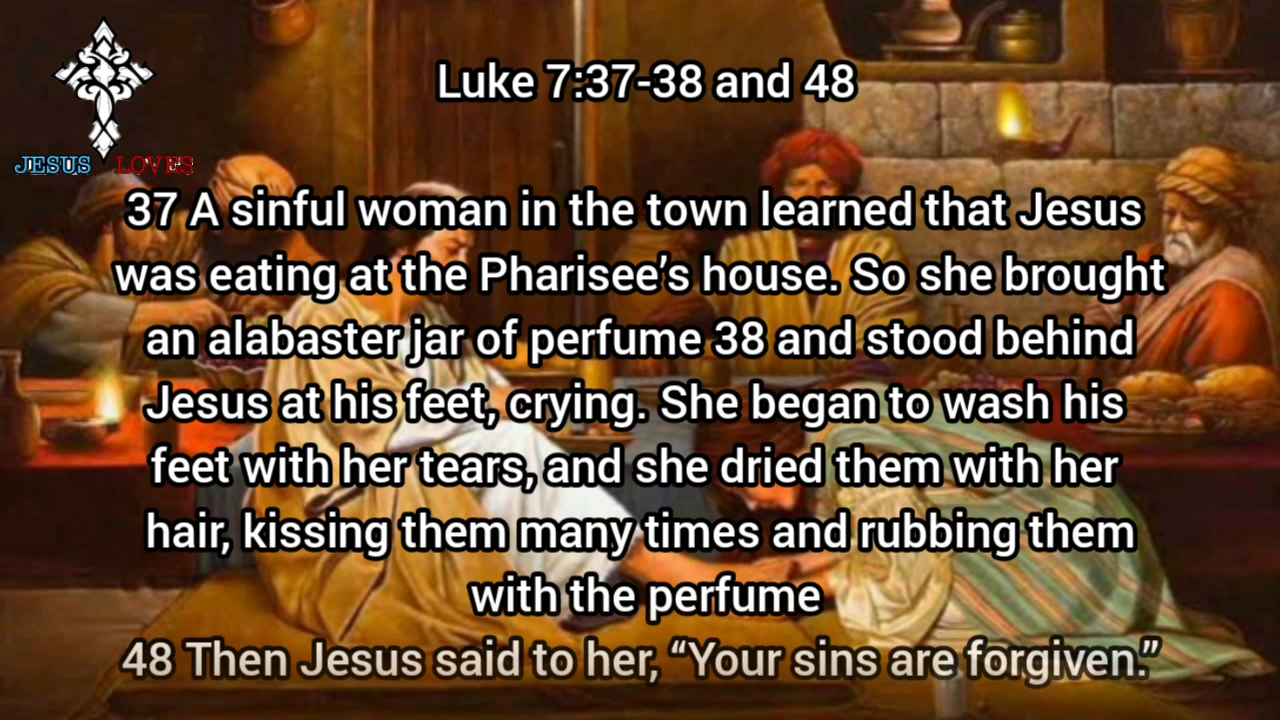 Luke 7:37-38 and 48
JESUS LOVES
37 A sinful woman in the town learned that Jesus
was eating at the Pharisee’s house. So she brought
an alabaster jar of perfume 38 and stood behind
Jesus at his feet, crying. She began to wash his
feet with her tears, and she dried them with her
hair, kissing them many times and rubbing them
with the perfume
48 Then Jesus said to her, “Your sins are forgiven.”